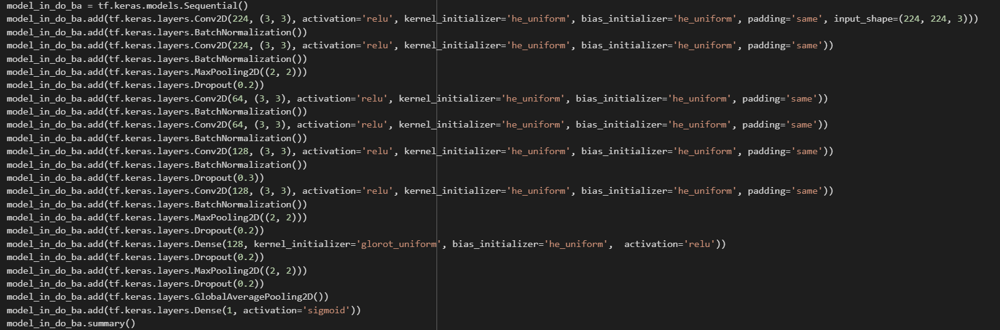 model_in_do_ba = tf.keras.models.Sequential()
model_in_do_ba.add(tf.keras.layers.Conv2D(224, (3, 3), activation='relu', kernel_initializer='he_uniform', bias_initializer='he_uniform', padding='same', input_shape=(224, 224, 3)))
model_in_do_ba.add(tf.keras.layers.BatchNormalization())
model_in_do_ba.add(tf.keras.layers.Conv2D(224, (3, 3), activation='relu', kernel_initializer='he_uniform', bias_initializer='he_uniform', padding='same'))
model_in_do_ba.add(tf.keras.layers.BatchNormalization())
model_in_do_ba.add(tf.keras.layers.MaxPooling2D((2, 2)))
model_in_do_ba.add(tf.keras.layers.Dropout(0.2))
model_in_do_ba.add(tf.keras.layers.Conv2D(64, (3, 3), activation='relu', kernel_initializer='he_uniform', bias_initializer='he_uniform', padding='same'))
model_in_do_ba.add(tf.keras.layers.BatchNormalization())
model_in_do_ba.add(tf.keras.layers.Conv2D(64, (3, 3), activation='relu', kernel_initializer='he_uniform', bias_initializer='he_uniform', padding='same'))
model_in_do_ba.add(tf.keras.layers.BatchNormalization())
model_in_do_ba.add(tf.keras.layers.Conv2D(128, (3, 3), activation='relu', kernel_initializer='he_uniform', bias_initializer='he_uniform', padding='same'))
model_in_do_ba.add(tf.keras.layers.BatchNormalization())
model_in_do_ba.add(tf.keras.layers.Dropout(0.3))
model_in_do_ba.add(tf.keras.layers.Conv2D(128, (3, 3), activation='relu', kernel_initializer='he_uniform', bias_initializer='he_uniform', padding='same'))
model_in_do_ba.add(tf.keras.layers.BatchNormalization())
model_in_do_ba.add(tf.keras.layers.MaxPooling2D((2, 2)))
model_in_do_ba.add(tf.keras.layers.Dropout(0.2))
model_in_do_ba.add(tf.keras.layers.Dense(128, kernel_initializer='glorot_uniform', bias_initializer='he_uniform',  activation='relu'))
model_in_do_ba.add(tf.keras.layers.Dropout(0.2))
model_in_do_ba.add(tf.keras.layers.MaxPooling2D((2, 2)))
model_in_do_ba.add(tf.keras.layers.Dropout(0.2))
model_in_do_ba.add(tf.keras.layers.GlobalAveragePooling2D())
model_in_do_ba.add(tf.keras.layers.Dense(1, activation='sigmoid'))
model_in_do_ba.summary()